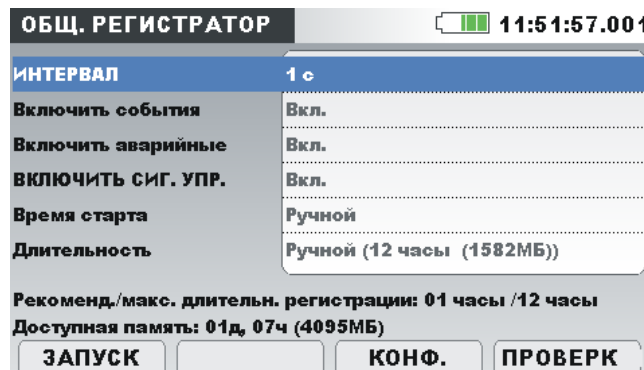 ОБЩ. РЕГИСТРАТОР 11:51:57.001
ИНТЕРВАЛ 1 с
Включить события Вкл.
Включить аварийные Вкл.
ВКЛЮЧИТЬ СИГ. УПР. Вкл.
Время старта Ручной
Длительность Ручной (12 часы (1582МБ))
Рекоменд./макс. длительн. регистрации: 01 часы /12 часы
Доступная память: 01д, 07ч (4095МБ)
ЗАПУСК КОНФ. ПРОВЕРК